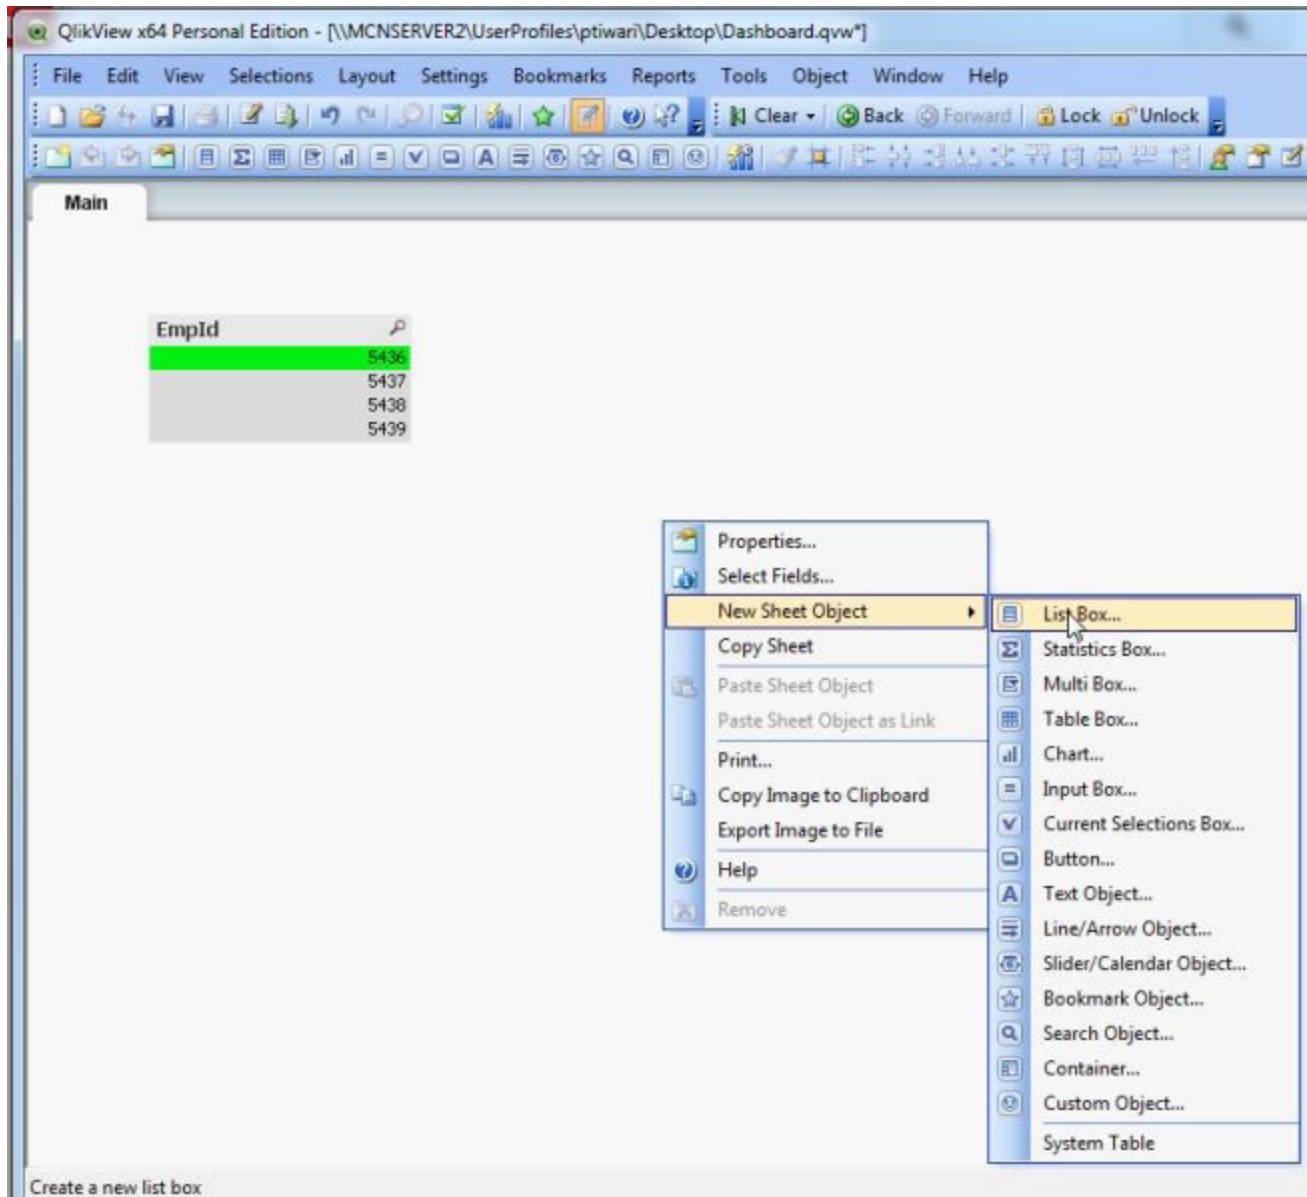 QlikView x64 Personal Edition - [\\MCNSERVER2\UserProfiles\ptiwari\Desktop\Dashboard.qvw*]
File Edit View Selections Layout Settings Bookmarks Reports Tools Object Window Help
Clear Back Forward Lock Unlock
Main
EmpId
5436
5437
5438
5439
Properties...
Select Fields...
New Sheet Object
Copy Sheet
Paste Sheet Object
Paste Sheet Object as Link
Print...
Copy Image to Clipboard
Export Image to File
Help
Remove
List Box...
Statistics Box...
Multi Box...
Table Box...
Chart...
Input Box...
Current Selections Box...
Button...
Text Object...
Line/Arrow Object...
Slider/Calendar Object...
Bookmark Object...
Search Object...
Container...
Custom Object...
System Table
Create a new list box